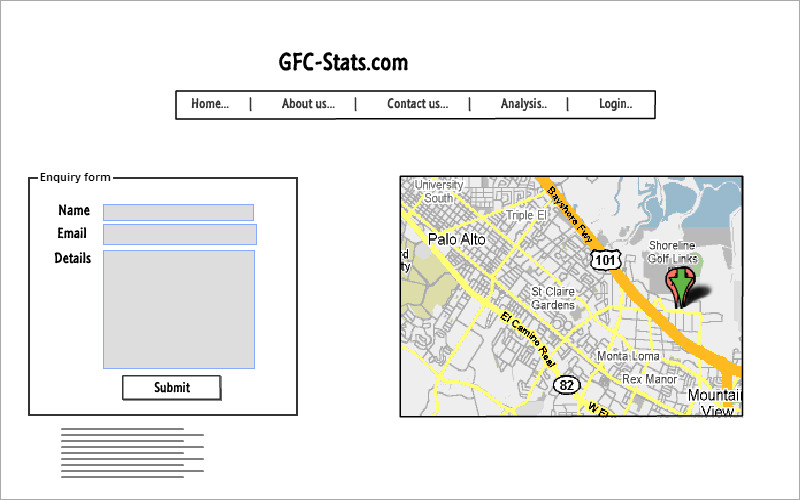 GFC-Stats.com
Home... | About us... | Contact us... | Analysis.. | Login..
Enquiry form
Name
Email
Details
Submit
University
South
Triple El
Bayshore Fwy
Palo Alto
Shoreline
Golf Links
101
St Claire
Gardens
El Camino Real
Monta Loma
Rex Manor
82
Mountai
View